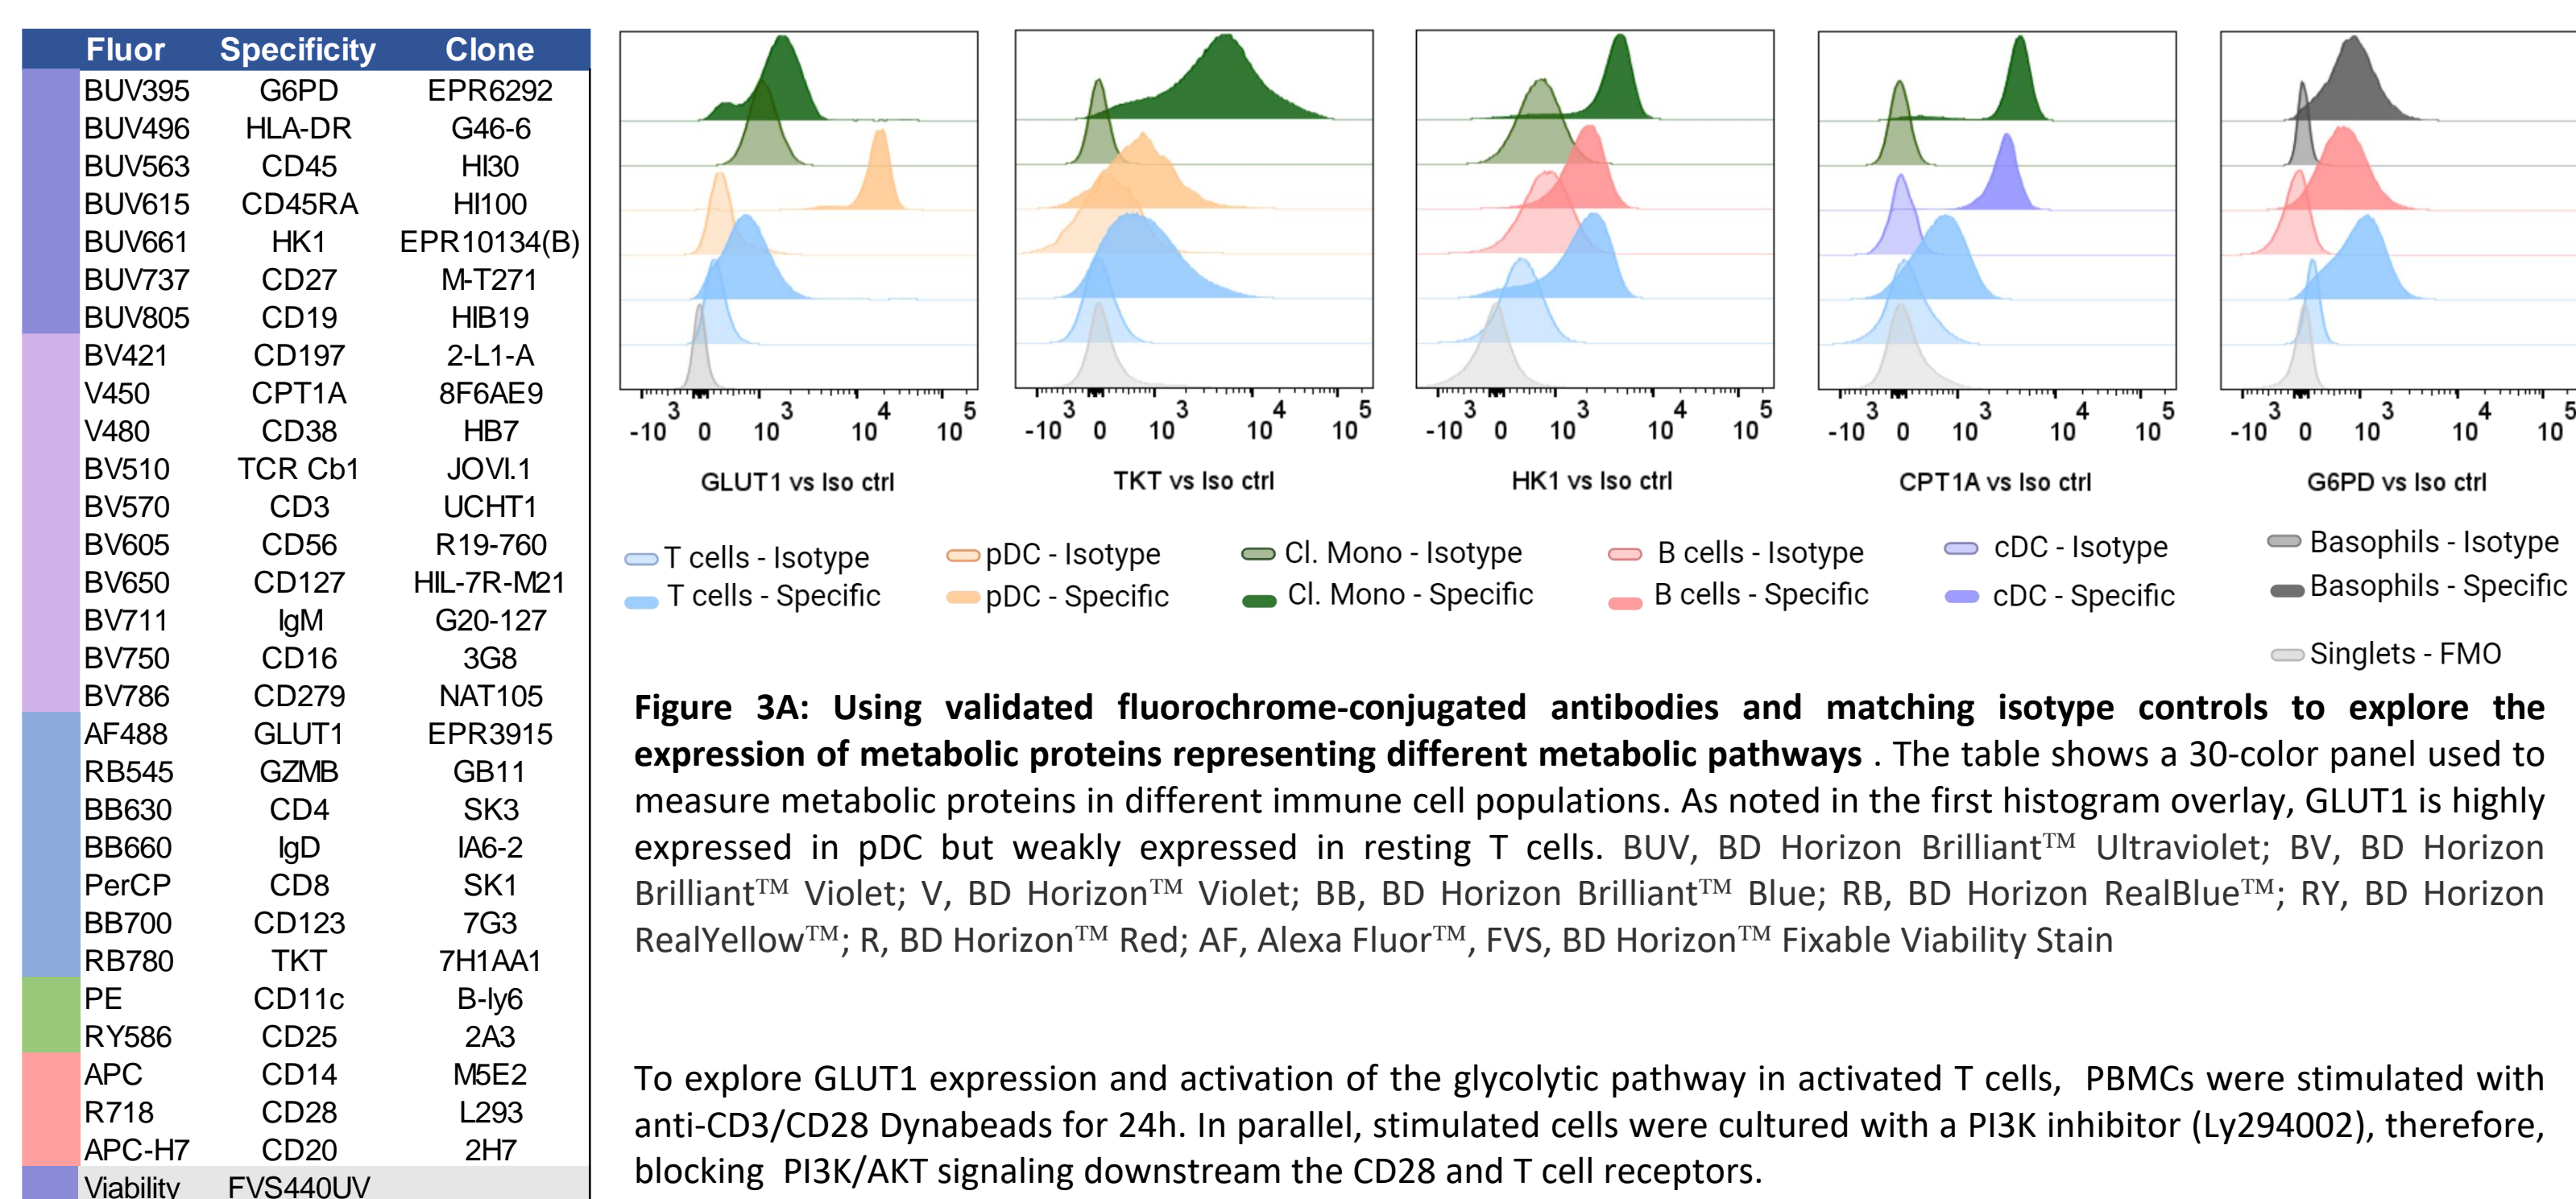 Fluor Specificity Clone
BUV395 G6PD EPR6292
BUV496 HLA-DR G46-6
BUV563 CD45 HI30
BUV615 CD45RA HI100
BUV661 HK1 EPR10134(B)
BUV737 CD27 M-T271
BUV805 CD19 HIB19
BV421 CD197 2-L1-A
V450 CPT1A 8F6AE9
V480 CD38 HB7
BV510 TCR Cb1 JOVI.1
BV570 CD3 UCHT1
BV605 CD56 R19-760
BV650 CD127 HIL-7R-M21
BV711 IgM G20-127
BV750 CD16 3G8
BV786 CD279 NAT105
AF488 GLUT1 EPR3915
RB545 GZMB GB11
BB630 CD4 SK3
BB660 IgD IA6-2
PerCP CD8 SK1
BB700 CD123 7G3
RB780 TKT 7H1AA1
PE CD11c B-ly6
RY586 CD25 2A3
APC CD14 M5E2
R718 CD28 L293
APC-H7 CD20 2H7
Viability FVS440UV
-10³ 0 10³ 10⁴ 10⁵
GLUT1 vs Iso ctrl
-10³ 0 10³ 10⁴ 10⁵
TKT vs Iso ctrl
-10³ 0 10³ 10⁴ 10⁵
HK1 vs Iso ctrl
-10³ 0 10³ 10⁴ 10⁵
CPT1A vs Iso ctrl
-10³ 0 10³ 10⁴ 10⁵
G6PD vs Iso ctrl
T cells - Isotype
T cells - Specific
pDC - Isotype
pDC - Specific
Cl. Mono - Isotype
Cl. Mono - Specific
B cells - Isotype
B cells - Specific
cDC - Isotype
cDC - Specific
Basophils - Isotype
Basophils - Specific
Singlets - FMO
Figure 3A: Using validated fluorochrome-conjugated antibodies and matching isotype controls to explore the
expression of metabolic proteins representing different metabolic pathways . The table shows a 30-color panel used to
measure metabolic proteins in different immune cell populations. As noted in the first histogram overlay, GLUT1 is highly
expressed in pDC but weakly expressed in resting T cells. BUV, BD Horizon Brilliant™ Ultraviolet; BV, BD Horizon
Brilliant™ Violet; V, BD Horizon™ Violet; BB, BD Horizon Brilliant™ Blue; RB, BD Horizon RealBlue™; RY, BD Horizon
RealYellow™; R, BD Horizon™ Red; AF, Alexa Fluor™, FVS, BD Horizon™ Fixable Viability Stain
To explore GLUT1 expression and activation of the glycolytic pathway in activated T cells, PBMCs were stimulated with
anti-CD3/CD28 Dynabeads for 24h. In parallel, stimulated cells were cultured with a PI3K inhibitor (Ly294002), therefore,
blocking PI3K/AKT signaling downstream the CD28 and T cell receptors.